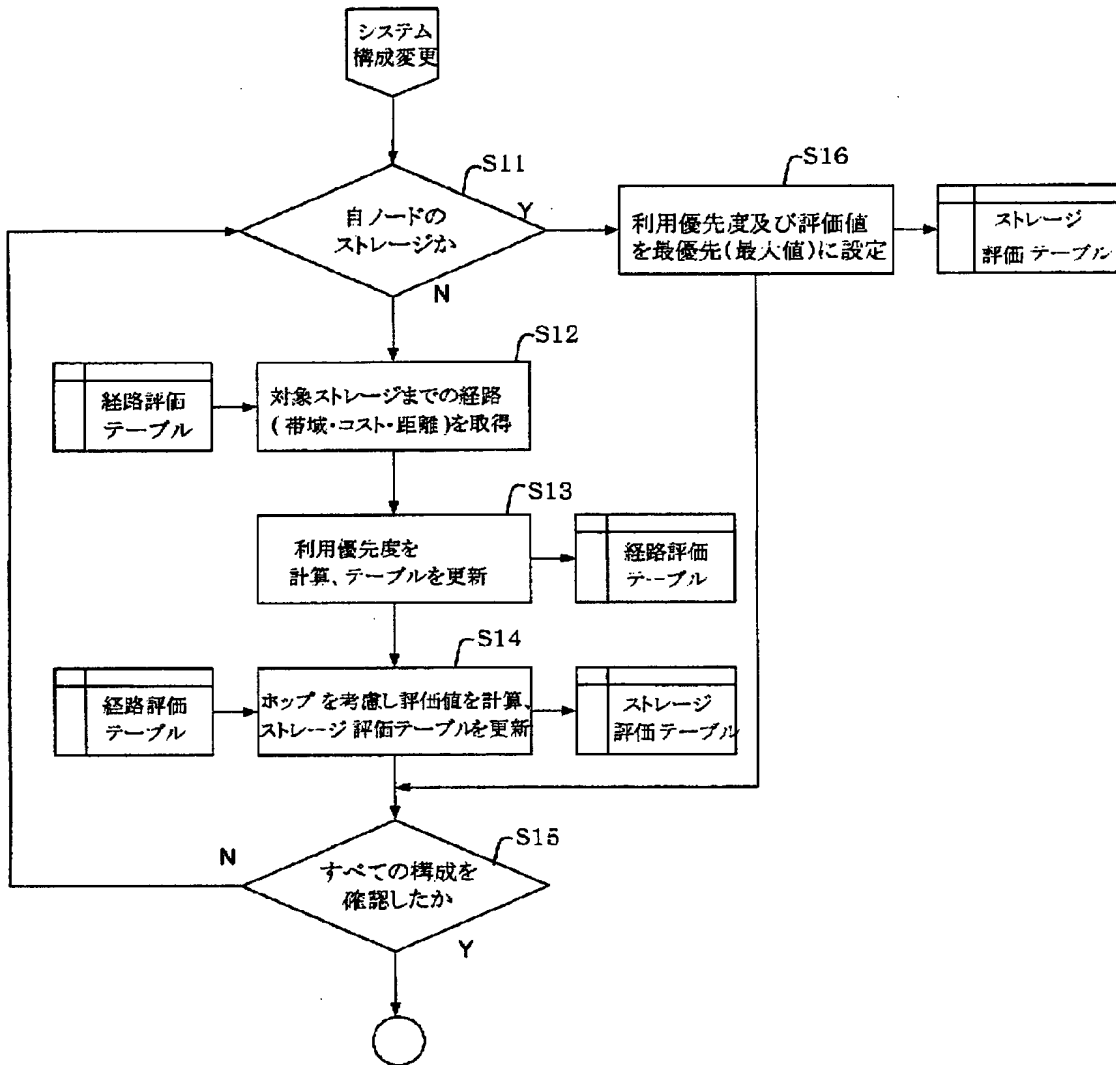 システム
構成変更
S11
自ノードの
ストレージか
Y
N
S16
利用優先度及び評価値
を最優先(最大値)に設定
ストレージ
評価テーブル
S12
経路評価
テーブル
対象ストレージまでの経路
(帯域・コスト・距離)を取得
S13
利用優先度を
計算、テーブルを更新
経路評価
テーブル
S14
経路評価
テーブル
ホップを考慮し評価値を計算、
ストレージ評価テーブルを更新
ストレージ
評価テーブル
S15
N
すべての構成を
確認したか
Y